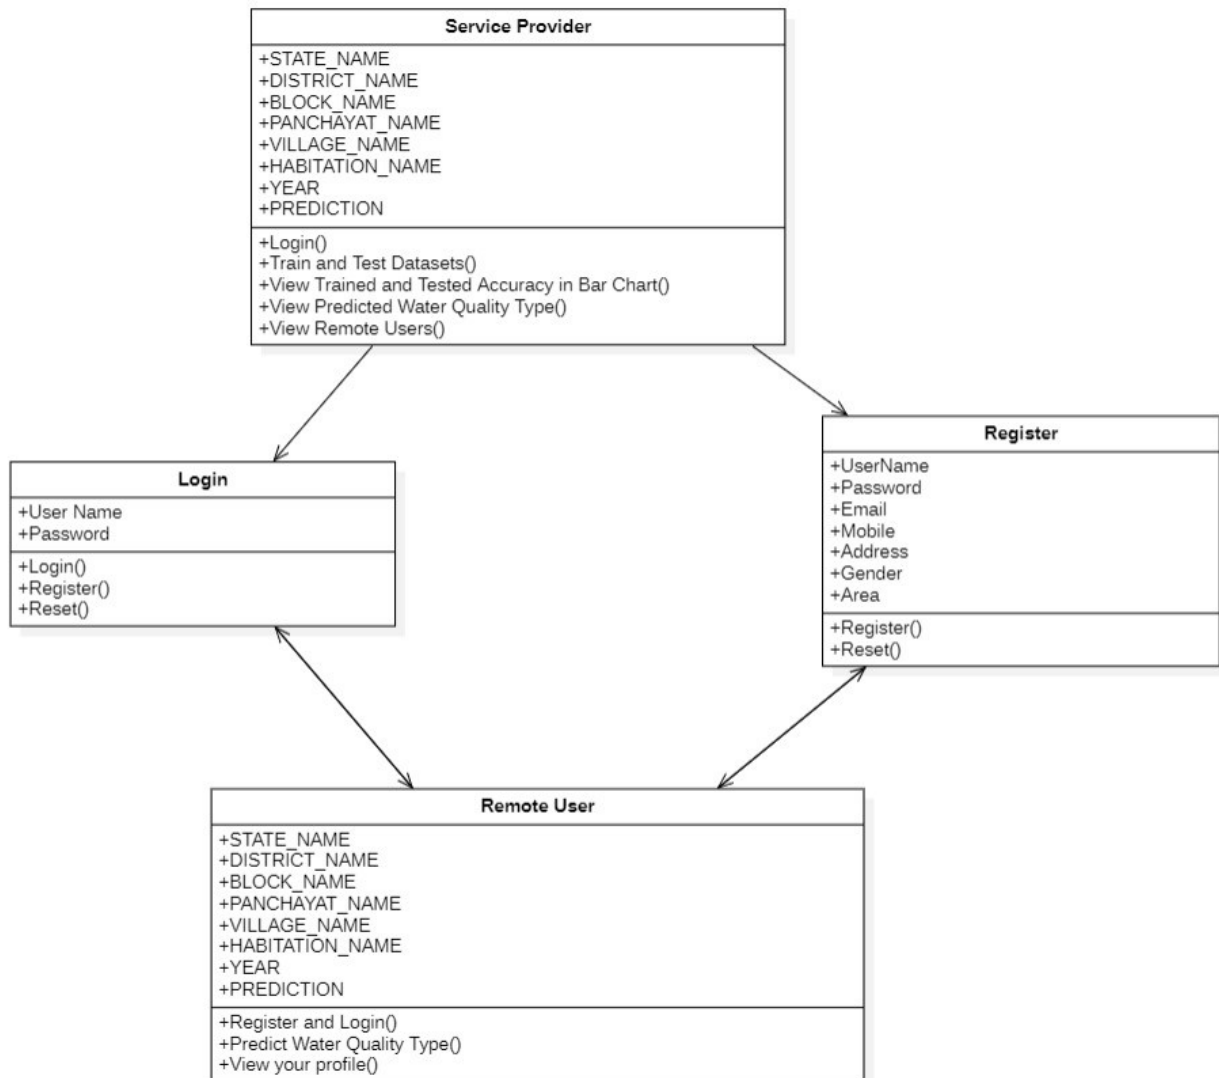 Service Provider
+STATE_NAME
+DISTRICT_NAME
+BLOCK_NAME
+PANCHAYAT_NAME
+VILLAGE_NAME
+HABITATION_NAME
+YEAR
+PREDICTION
+Login()
+Train and Test Datasets()
+View Trained and Tested Accuracy in Bar Chart()
+View Predicted Water Quality Type()
+View Remote Users()
Login
+User Name
+Password
+Login()
+Register()
+Reset()
Register
+UserName
+Password
+Email
+Mobile
+Address
+Gender
+Area
+Register()
+Reset()
Remote User
+STATE_NAME
+DISTRICT_NAME
+BLOCK_NAME
+PANCHAYAT_NAME
+VILLAGE_NAME
+HABITATION_NAME
+YEAR
+PREDICTION
+Register and Login()
+Predict Water Quality Type()
+View your profile()